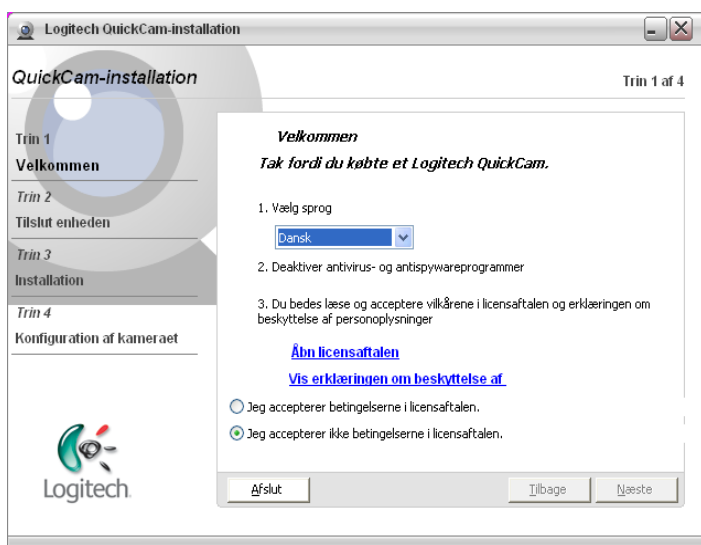 Logitech QuickCam-installation
QuickCam-installation
Trin 1 af 4
Trin 1
Velkommen
Trin 2
Tilslut enheden
Trin 3
Installation
Trin 4
Konfiguration af kameraet
Logitech
Velkommen
Tak fordi du købte et Logitech QuickCam.
1. Vælg sprog
Dansk
2. Deaktiver antivirus- og antispywareprogrammer
3. Du bedes læse og acceptere vilkårene i licensaftalen og erklæringen om
beskyttelse af personoplysninger
Åbn licensaftalen
Vis erklæringen om beskyttelse af
Jeg accepterer betingelserne i licensaftalen.
Jeg accepterer ikke betingelserne i licensaftalen.
Afslut
Tilbage
Næste